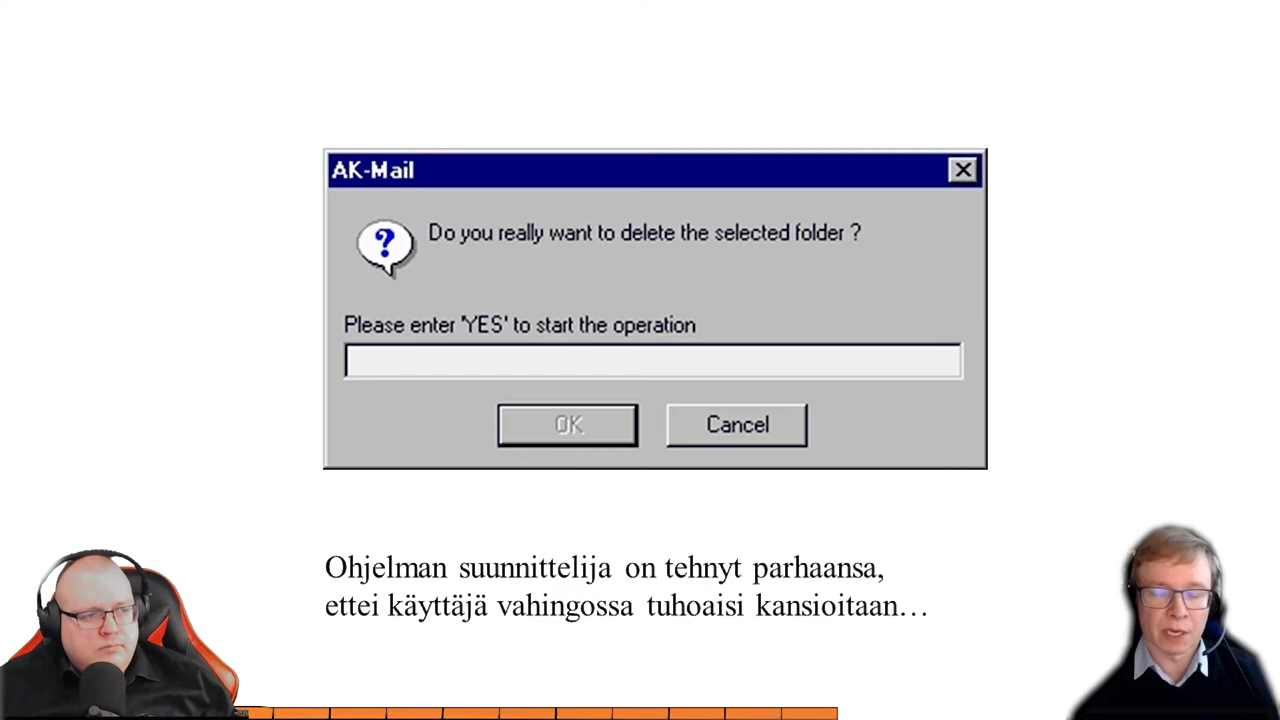 AK-Mail
Do you really want to delete the selected folder ?
Please enter 'YES' to start the operation
OK
Cancel
Ohjelman suunnittelija on tehnyt parhaansa,
ettei käyttäjä vahingossa tuhoaisi kansioitaan…